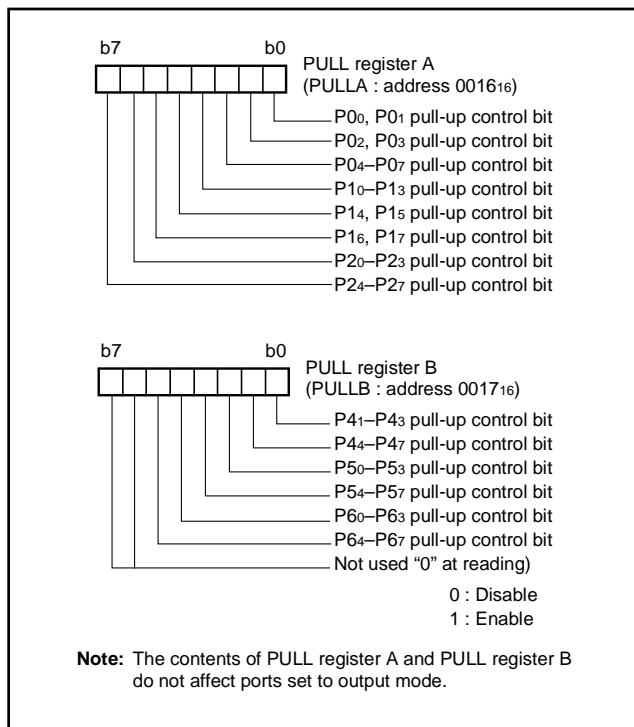 b7 b0
PULL register A
(PULLA : address 0016₁₆)
P0₀, P0₁ pull-up control bit
P0₂, P0₃ pull-up control bit
P0₄–P0₇ pull-up control bit
P1₀–P1₃ pull-up control bit
P1₄, P1₅ pull-up control bit
P1₆, P1₇ pull-up control bit
P2₀–P2₃ pull-up control bit
P2₄–P2₇ pull-up control bit
b7 b0
PULL register B
(PULLB : address 0017₁₆)
P4₁–P4₃ pull-up control bit
P4₄–P4₇ pull-up control bit
P5₀–P5₃ pull-up control bit
P5₄–P5₇ pull-up control bit
P6₀–P6₃ pull-up control bit
P6₄–P6₇ pull-up control bit
Not used “0” at reading)
0 : Disable
1 : Enable
Note: The contents of PULL register A and PULL register B
do not affect ports set to output mode.